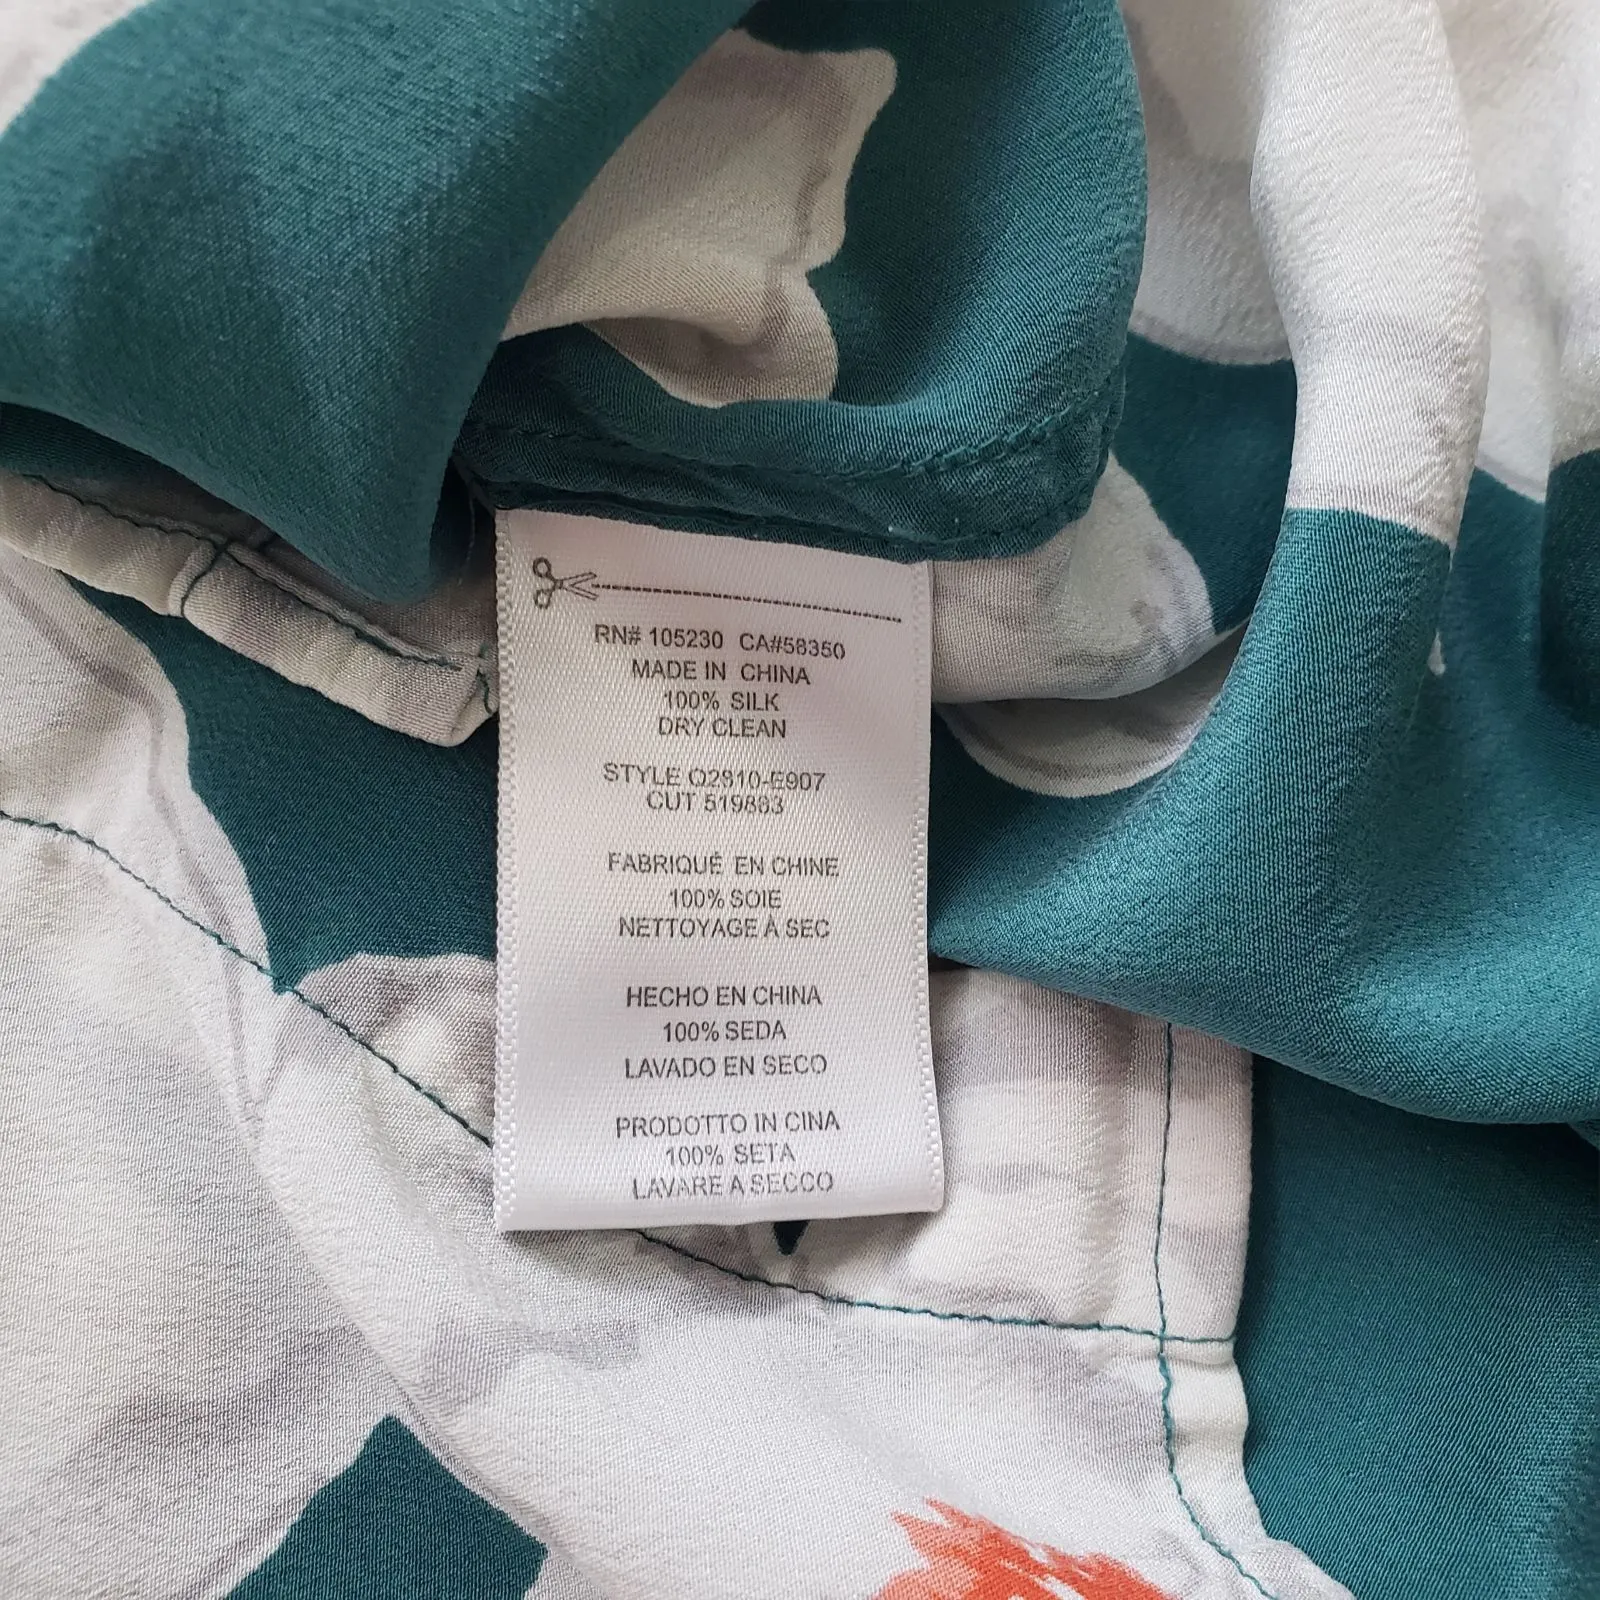 RN# 105230 CA#58350
MADE IN CHINA
100% SILK
DRY CLEAN
STYLE Q2810-E907
CUT 519883
FABRIQUÉ EN CHINE
100% SOIE
NETTOYAGE À SEC
HECHO EN CHINA
100% SEDA
LAVADO EN SECO
PRODOTTO IN CINA
100% SETA
LAVARE A SECCO